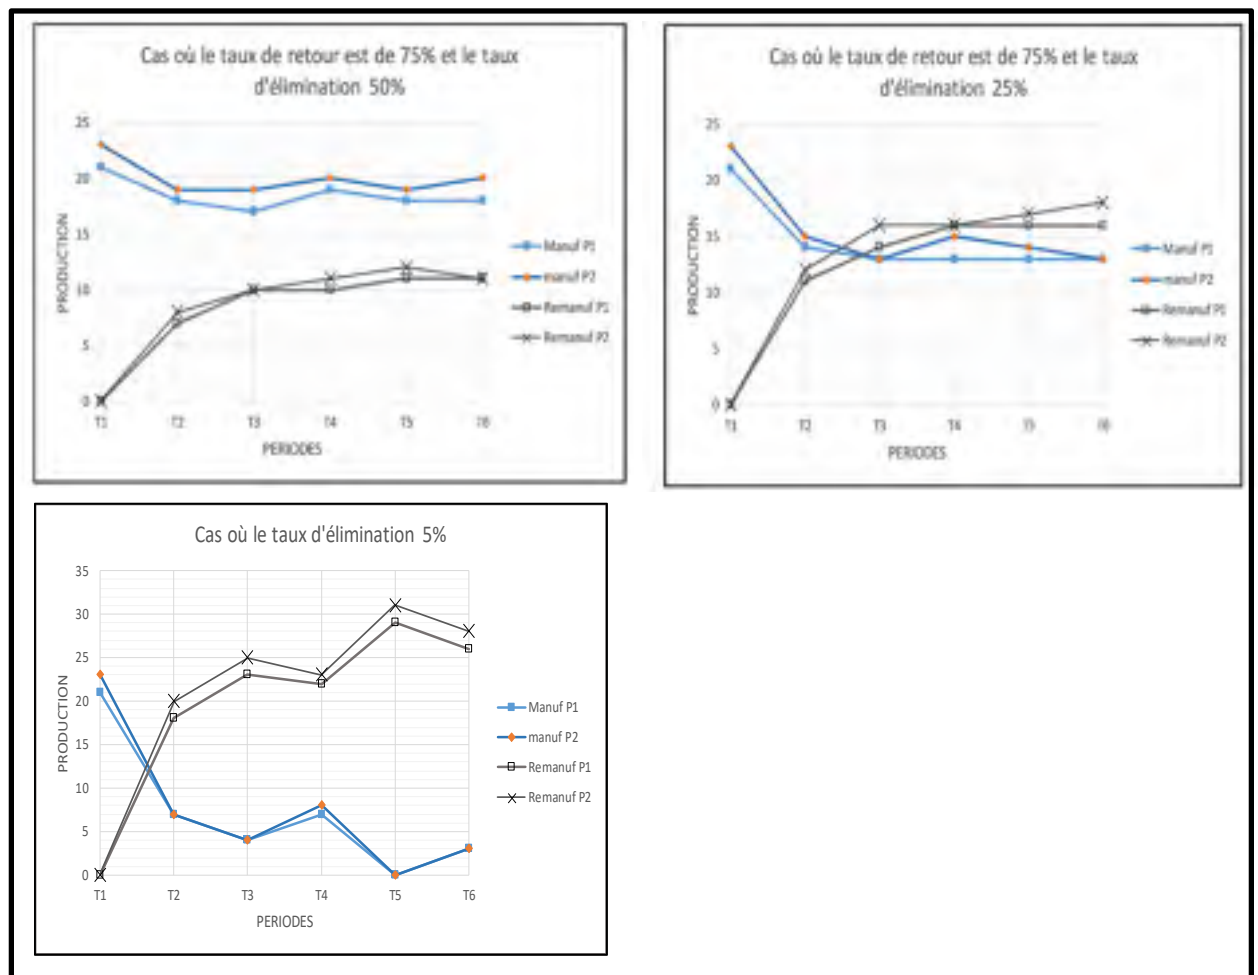 Cas où le taux de retour est de 75% et le taux
d'élimination 50%
25
20
15
10
5
0
PRODUCTION
T1 T2 T3 T4 T5 T6
PERIODES
Manuf P1
manuf P2
Remanuf P1
Remanuf P2
Cas où le taux de retour est de 75% et le taux
d'élimination 25%
25
20
15
10
5
0
PRODUCTION
T1 T2 T3 T4 T5 T6
PERIODES
Manuf P1
manuf P2
Remanuf P1
Remanuf P2
Cas où le taux d'élimination 5%
35
30
25
20
15
10
5
0
PRODUCTION
T1 T2 T3 T4 T5 T6
PERIODES
Manuf P1
manuf P2
Remanuf P1
Remanuf P2